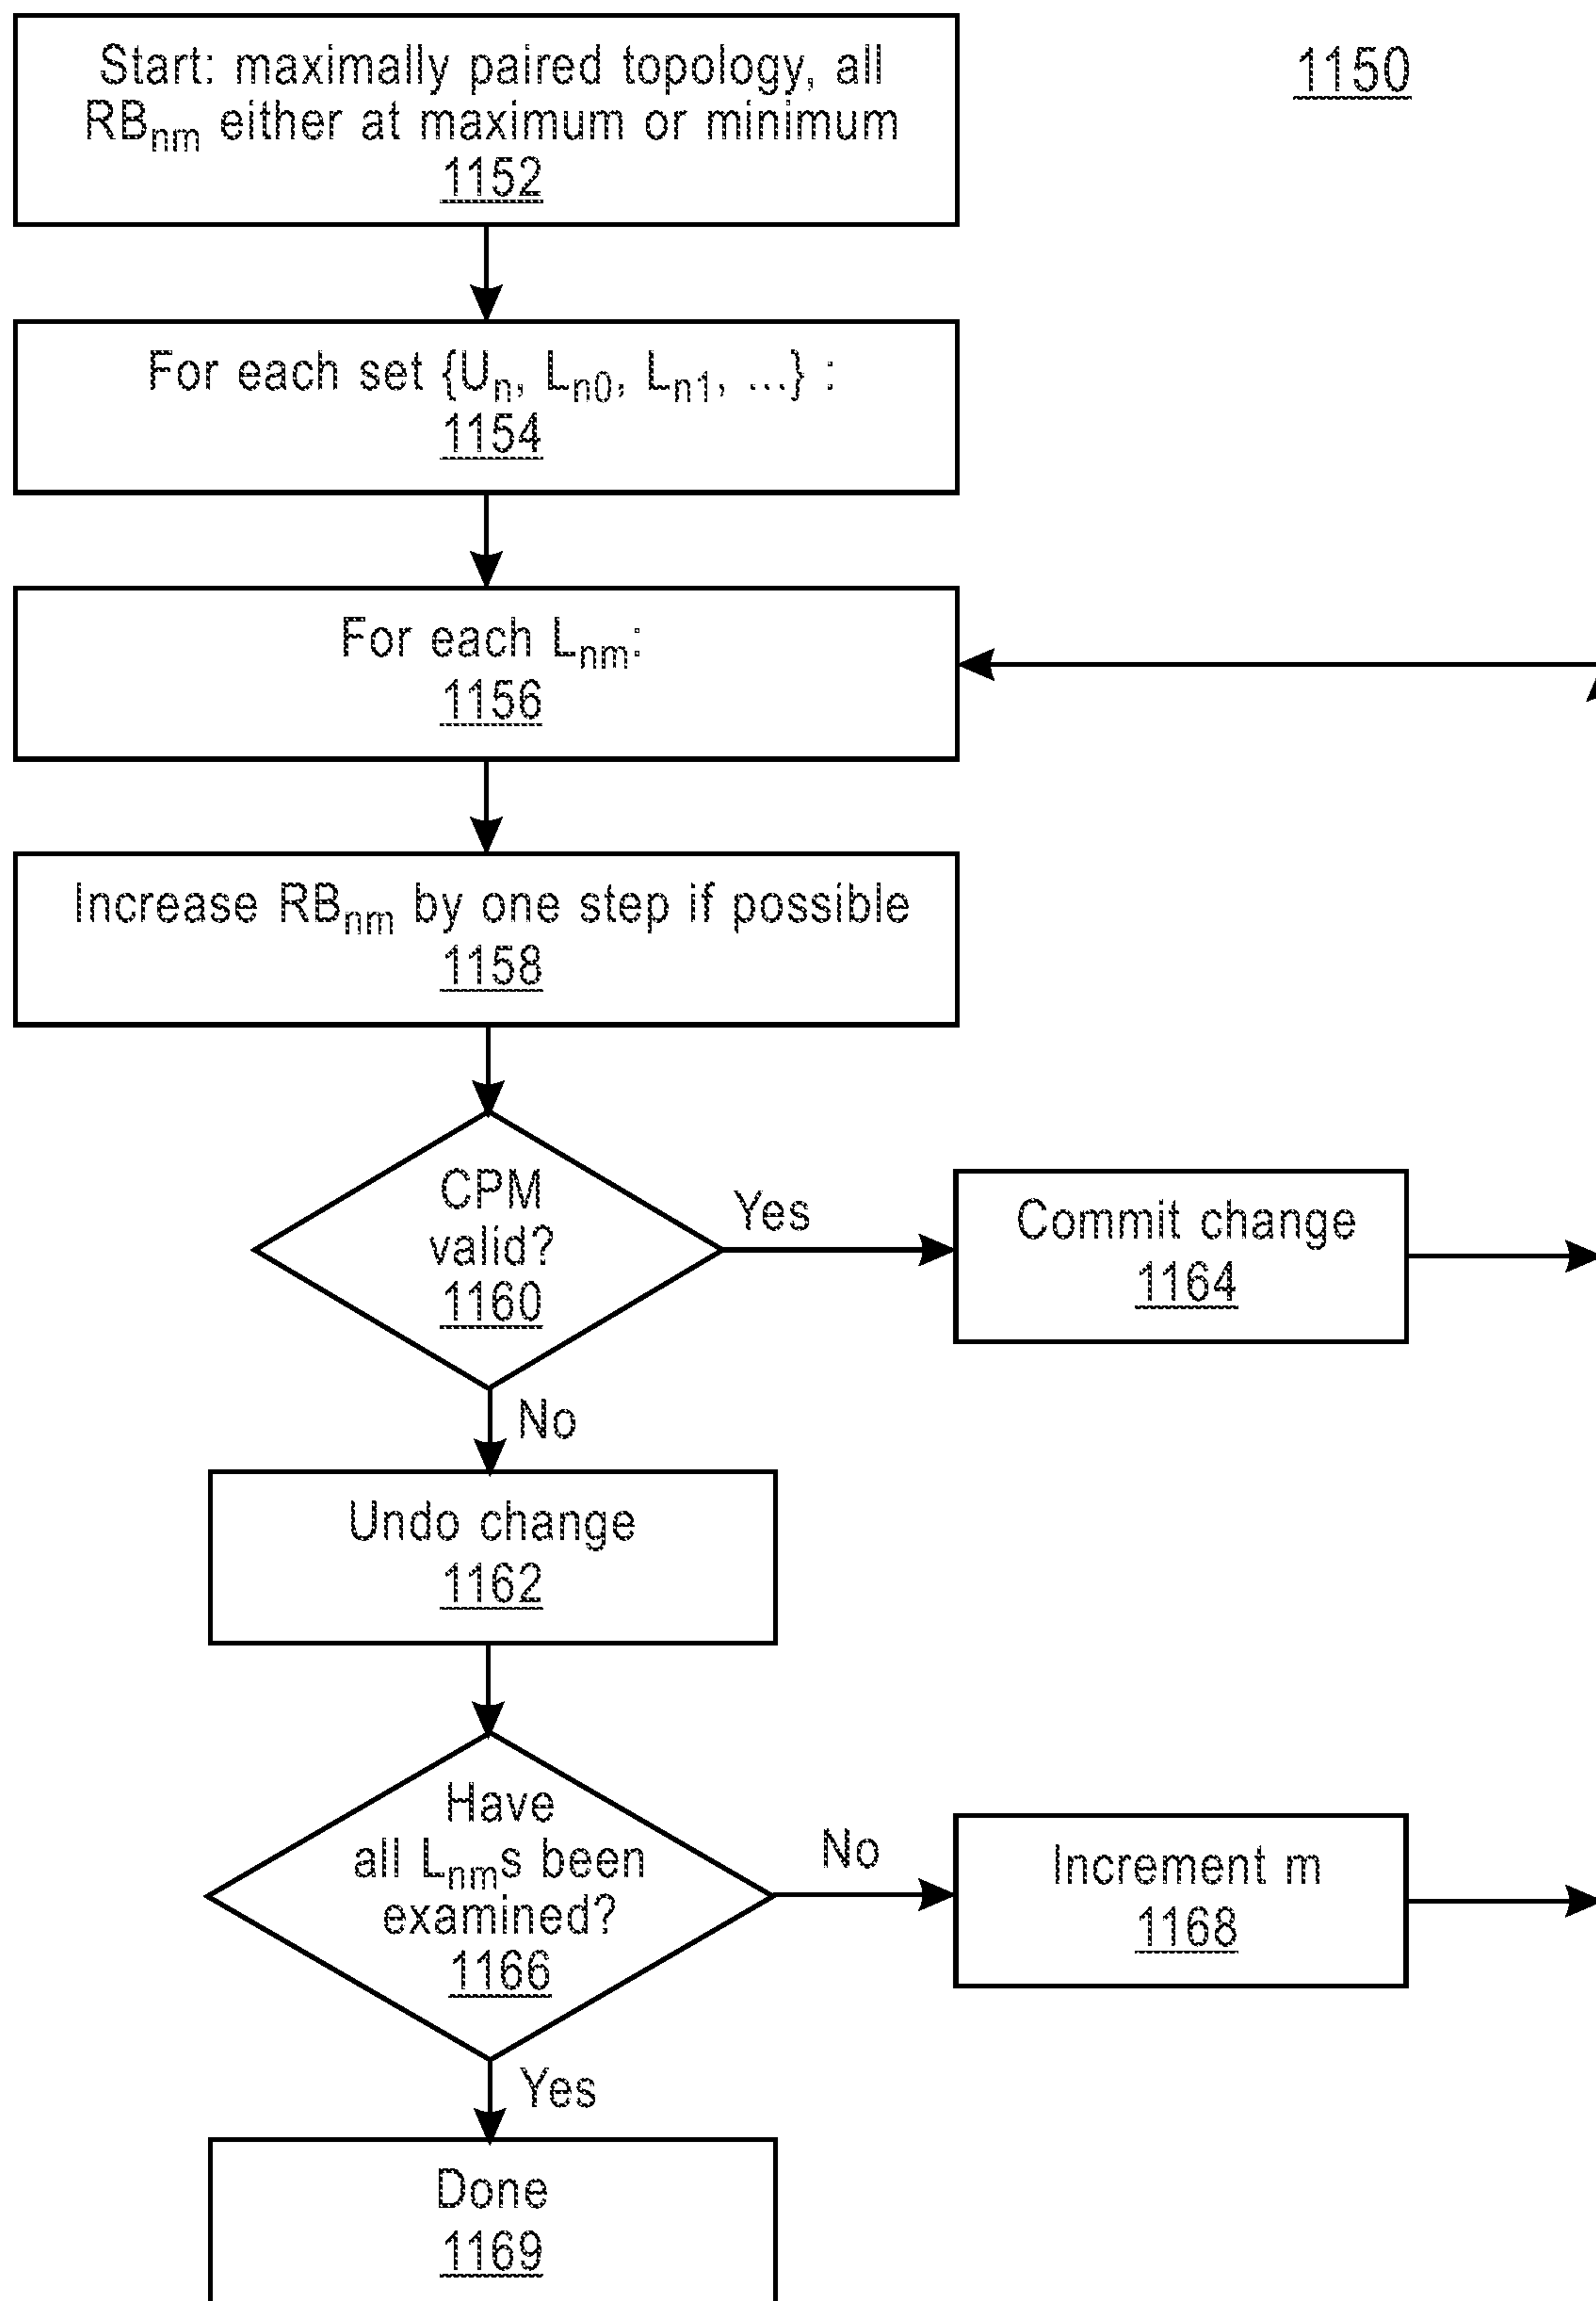 1150
Start: maximally paired topology, all
RBnm either at maximum or minimum
1152
For each set {Un, Ln0, Ln1, ...} :
1154
For each Lnm:
1156
Increase RBnm by one step if possible
1158
CPM
valid?
1160
Yes
Commit change
1164
No
Undo change
1162
Have
all Lnms been
examined?
1166
No
Increment m
1168
Yes
Done
1169